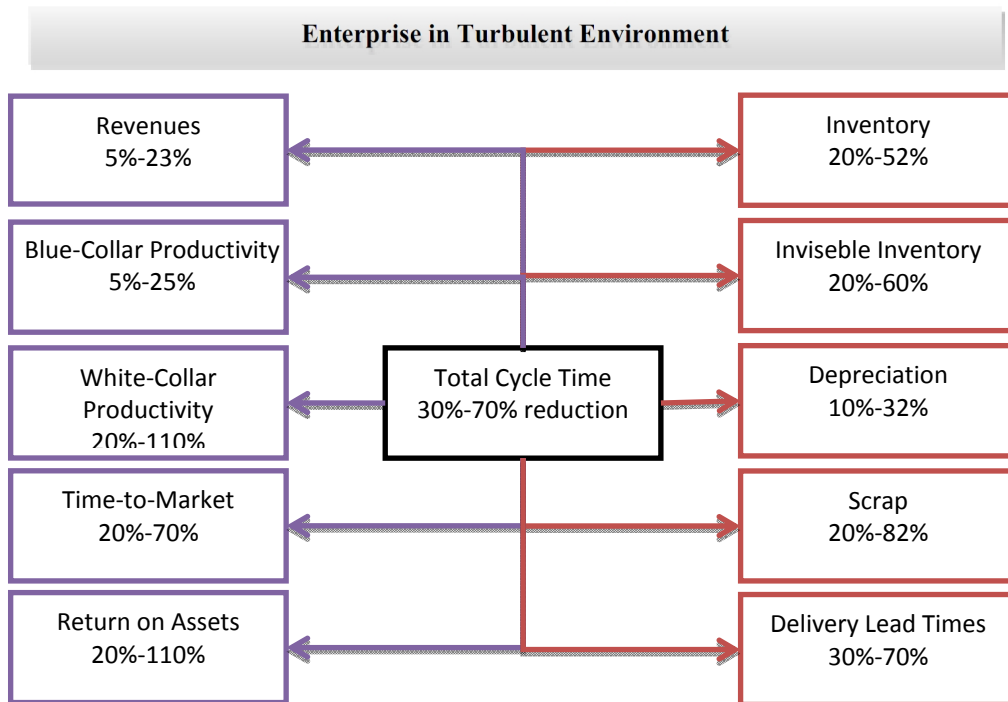 Enterprise in Turbulent Environment
Revenues
5%-23%
Inventory
20%-52%
Blue-Collar Productivity
5%-25%
Inviseble Inventory
20%-60%
White-Collar
Productivity
20%-110%
Total Cycle Time
30%-70% reduction
Depreciation
10%-32%
Time-to-Market
20%-70%
Scrap
20%-82%
Return on Assets
20%-110%
Delivery Lead Times
30%-70%